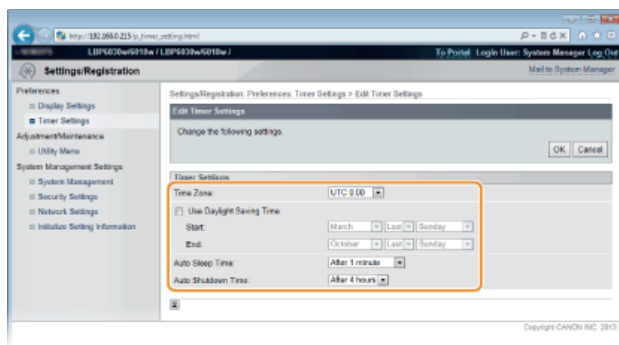 http://192.168.0.215/p_timer_setting.html
LBP6030w/6018w / LBP6030w/6018w /
To Portal Login User: System Manager Log Out
Settings/Registration
Mail to System Manager
Preferences
Settings/Registration: Preferences: Timer Settings > Edit Timer Settings
Display Settings
Edit Timer Settings
Timer Settings
Change the following settings.
Adjustment/Maintenance
OK Cancel
Utility Menu
System Management Settings
Timer Settings
System Management
Time Zone: UTC 0:00
Security Settings
Use Daylight Saving Time
Network Settings
Start: March Last Sunday
Initialize Setting Information
End: October Last Sunday
Auto Sleep Time: After 1 minute
Auto Shutdown Time: After 4 hours
Copyright CANON INC. 2013